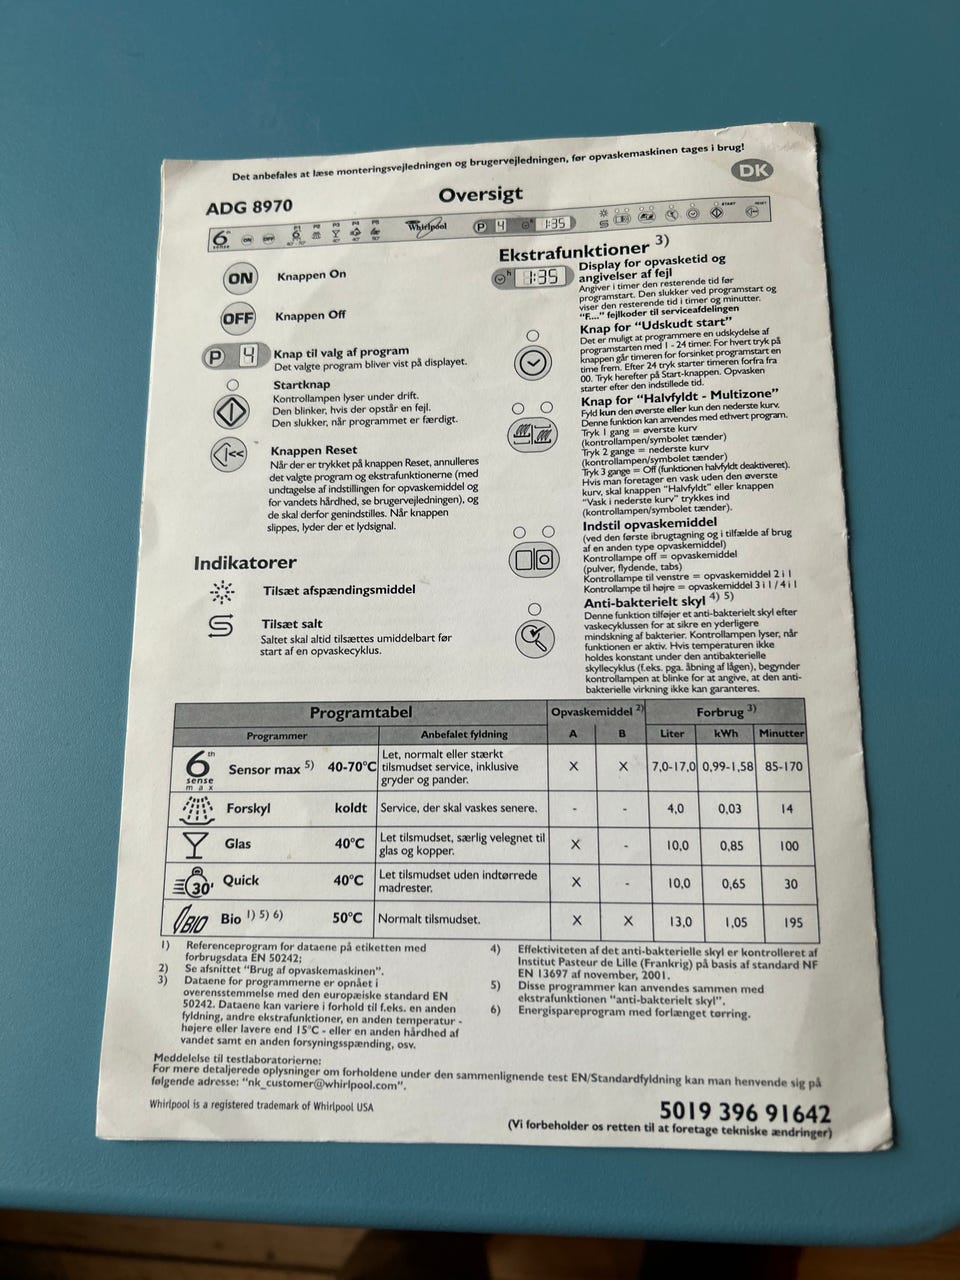 Det anbefales at læse monteringsvejledningen og brugervejledningen, før opvaskemaskinen tages i brug!
DK
ADG 8970
Oversigt
6th
sense
ON
OFF
P1
P2
P3
P4
P5
Whirlpool
P 4
h 1:35
START
RESET
ON
Knappen On
OFF
Knappen Off
P 4
Knap til valg af program
Det valgte program bliver vist på displayet.
Startknap
Kontrollampen lyser under drift.
Den blinker, hvis der opstår en fejl.
Den slukker, når programmet er færdigt.
Knappen Reset
Når der er trykket på knappen Reset, annulleres
det valgte program og ekstrafunktionerne (med
undtagelse af indstillingen for opvaskemiddel og
for vandets hårdhed, se brugervejledningen), og
de skal derfor genindstilles. Når knappen
slippes, lyder der et lydsignal.
Indikatorer
Tilsæt afspændingsmiddel
Tilsæt salt
Saltet skal altid tilsættes umiddelbart før
start af en opvaskecyklus.
Ekstrafunktioner 3)
h 1:35
Display for opvasketid og
angivelser af fejl
Angiver i timer den resterende tid før
programstart. Den slukker ved programstart og
viser den resterende tid i timer og minutter.
“F....” fejlkoder til serviceafdelingen
Knap for “Udskudt start”
Det er muligt at programmere en udskydelse af
programstarten med 1 - 24 timer. For hvert tryk på
knappen går timeren for forsinket programstart en
time frem. Efter 24 tryk starter timeren forfra fra
00. Tryk herefter på Start-knappen. Opvasken
starter efter den indstillede tid.
Knap for “Halvfyldt - Multizone”
Fyld kun den øverste eller kun den nederste kurv.
Denne funktion kan anvendes med ethvert program.
Tryk 1 gang = øverste kurv
(kontrollampen/symbolet tænder)
Tryk 2 gange = nederste kurv
(kontrollampen/symbolet tænder)
Tryk 3 gange = Off (funktionen halvfyldt deaktiveret).
Hvis man foretager en vask uden den øverste
kurv, skal knappen “Halvfyldt” eller knappen
“Vask i nederste kurv” trykkes ind
(kontrollampen/symbolet tænder).
Indstil opvaskemiddel
(ved den første ibrugtagning og i tilfælde af brug
af en anden type opvaskemiddel)
Kontrollampe off = opvaskemiddel
(pulver, flydende, tabs)
Kontrollampe til venstre = opvaskemiddel 2 i 1
Kontrollampe til højre = opvaskemiddel 3 i 1 / 4 i 1
Anti-bakterielt skyl 4) 5)
Denne funktion tilføjer et anti-bakterielt skyl efter
vaskecyklussen for at sikre en yderligere
mindskning af bakterier. Kontrollampen lyser, når
funktionen er aktiv. Hvis temperaturen ikke
holdes konstant under den antibakterielle
skyllecyklus (f.eks. pga. åbning af lågen), begynder
kontrollampen at blinke for at angive, at den anti-
bakterielle virkning ikke kan garanteres.
Programtabel Opvaskemiddel 2) Forbrug 3)
Programmer Anbefalet fyldning A B Liter kWh Minutter
6th sense max Sensor max 5) 40-70°C Let, normalt eller stærkt
tilsmudset service, inklusive
gryder og pander. X X 7,0-17,0 0,99-1,58 85-170
Forskyl koldt Service, der skal vaskes senere. - - 4,0 0,03 14
Glas 40°C Let tilsmudset, særlig velegnet til
glas og kopper. X - 10,0 0,85 100
30' Quick 40°C Let tilsmudset uden indtørrede
madrester. X - 10,0 0,65 30
BIO Bio 1) 5) 6) 50°C Normalt tilsmudset. X X 13,0 1,05 195
1) Referenceprogram for dataene på etiketten med
forbrugsdata EN 50242;
2) Se afsnittet “Brug af opvaskemaskinen”.
3) Dataene for programmerne er opnået i
overensstemmelse med den europæiske standard EN
50242. Dataene kan variere i forhold til f.eks. en anden
fyldning, andre ekstrafunktioner, en anden temperatur -
højere eller lavere end 15°C - eller en anden hårdhed af
vandet samt en anden forsyningsspænding, osv.
4) Effektiviteten af det anti-bakterielle skyl er kontrolleret af
Institut Pasteur de Lille (Frankrig) på basis af standard NF
EN 13697 af november, 2001.
5) Disse programmer kan anvendes sammen med
ekstrafunktionen “anti-bakterielt skyl”.
6) Energispareprogram med forlænget tørring.
Meddelelse til testlaboratorierne:
For mere detaljerede oplysninger om forholdene under den sammenlignende test EN/Standardfyldning kan man henvende sig på
følgende adresse: “nk_customer@whirlpool.com”.
Whirlpool is a registered trademark of Whirlpool USA
5019 396 91642
(Vi forbeholder os retten til at foretage tekniske ændringer)